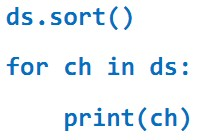 ds.sort()
for ch in ds:
    print(ch)